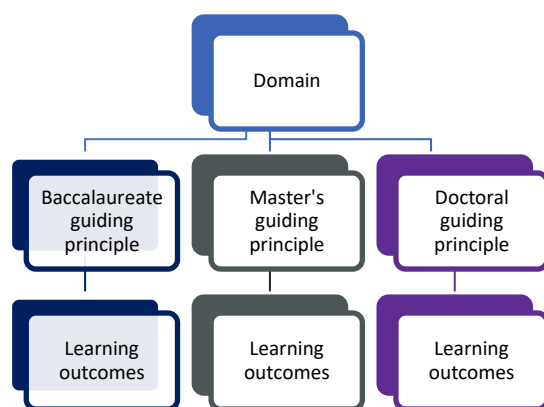 Domain
Baccalaureate
guiding
principle
Master's
guiding
principle
Doctoral
guiding
principle
Learning
outcomes
Learning
outcomes
Learning
outcomes